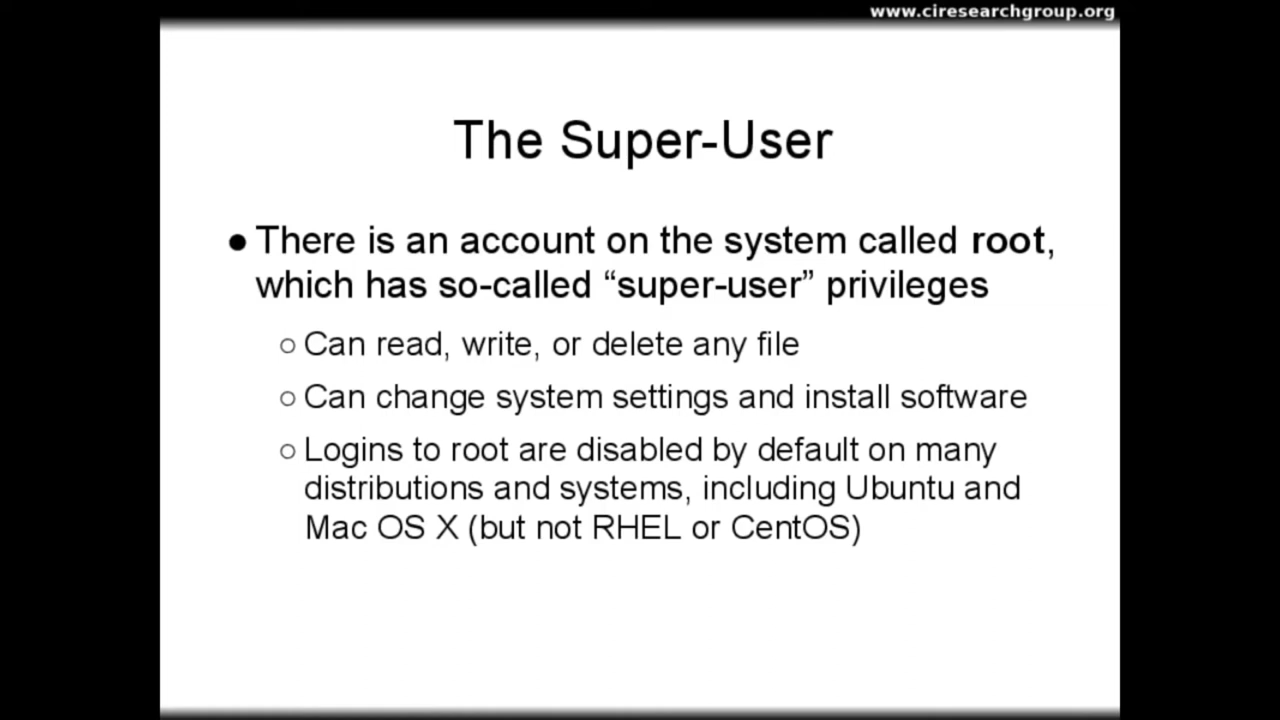 www.ciresearchgroup.org
The Super-User
● There is an account on the system called root,
which has so-called “super-user” privileges
○ Can read, write, or delete any file
○ Can change system settings and install software
○ Logins to root are disabled by default on many
distributions and systems, including Ubuntu and
Mac OS X (but not RHEL or CentOS)